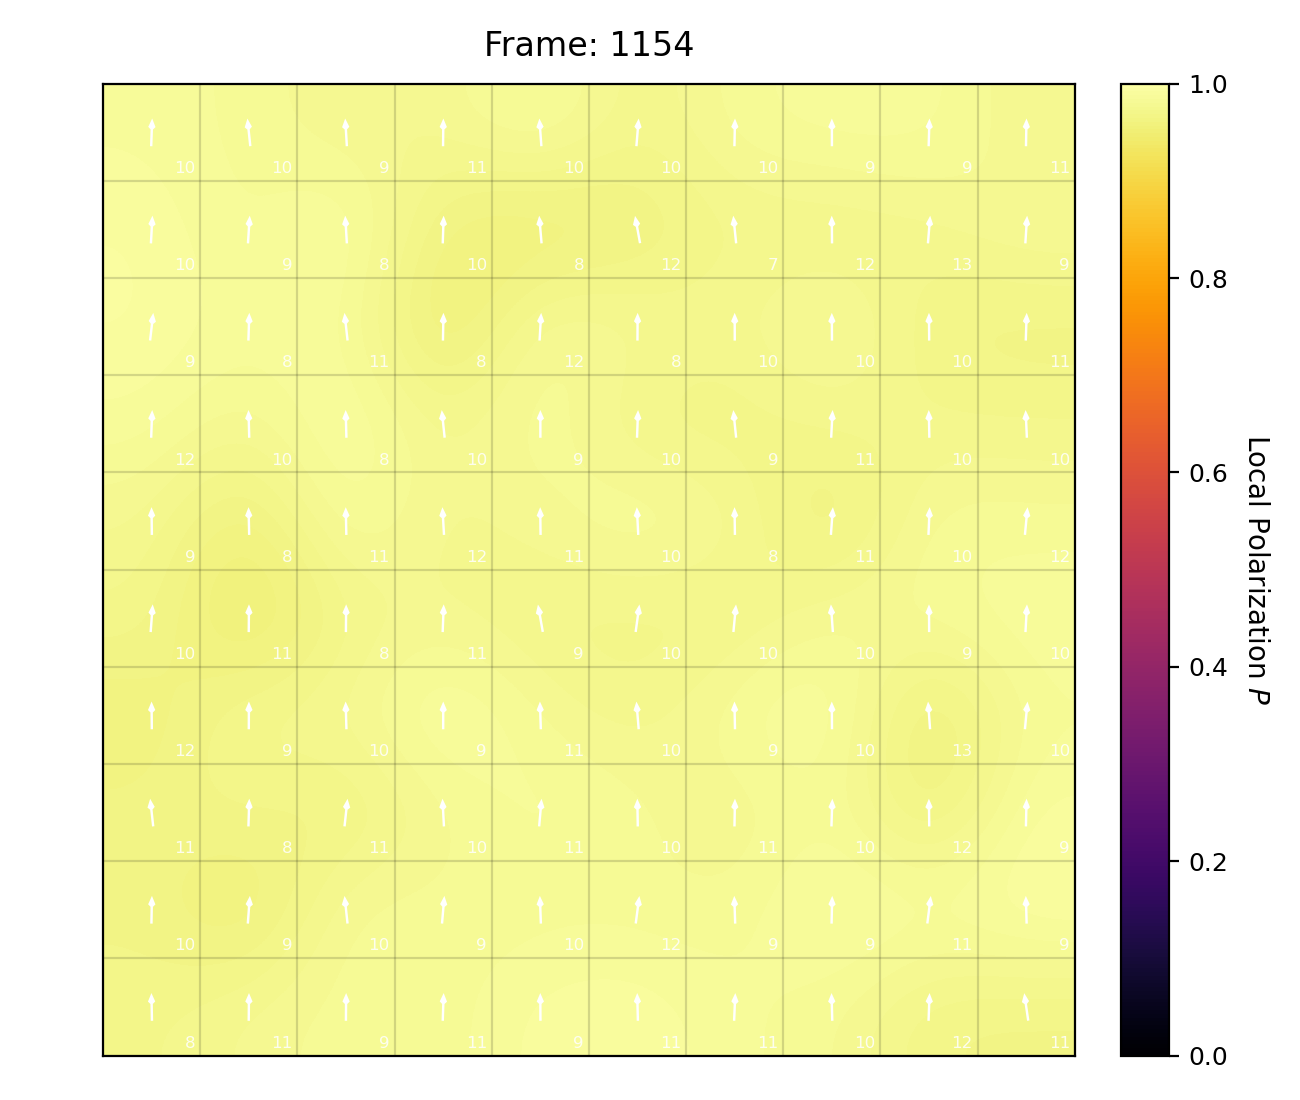 Frame: 1154
10 10 9 11 10 10 10 9 9 11
10 9 8 10 8 12 7 12 13 9
9 8 11 8 12 8 10 10 10 11
12 10 8 10 9 10 9 11 10 10
9 8 11 12 11 10 8 11 10 12
10 11 8 11 9 10 10 10 9 10
12 9 10 9 11 10 9 10 13 10
11 8 11 10 11 10 11 10 12 9
10 9 10 9 10 12 9 9 11 9
8 11 9 11 9 11 11 10 12 11
1.0
0.8
0.6
0.4
0.2
0.0
Local Polarization P